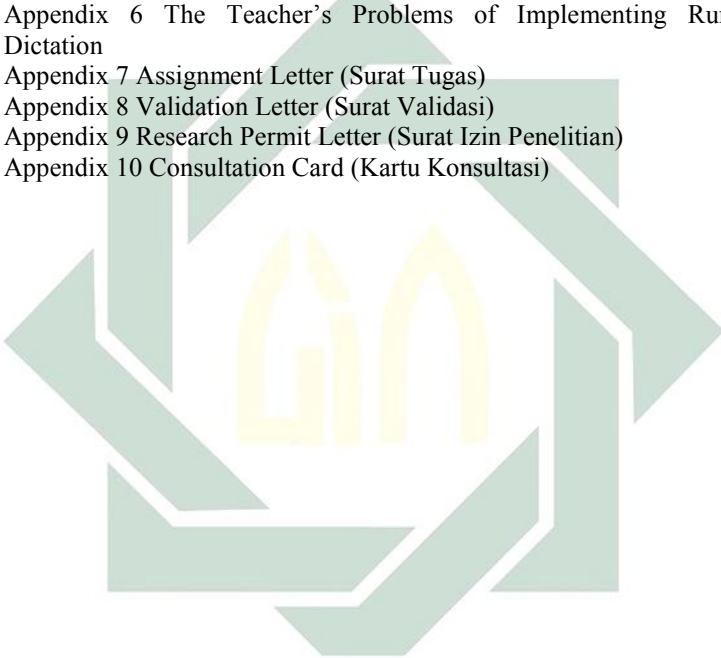 Appendix 6 The Teacher’s Problems of Implementing
Dictation
Appendix 7 Assignment Letter (Surat Tugas)
Appendix 8 Validation Letter (Surat Validasi)
Appendix 9 Research Permit Letter (Surat Izin Penelitian)
Appendix 10 Consultation Card (Kartu Konsultasi)